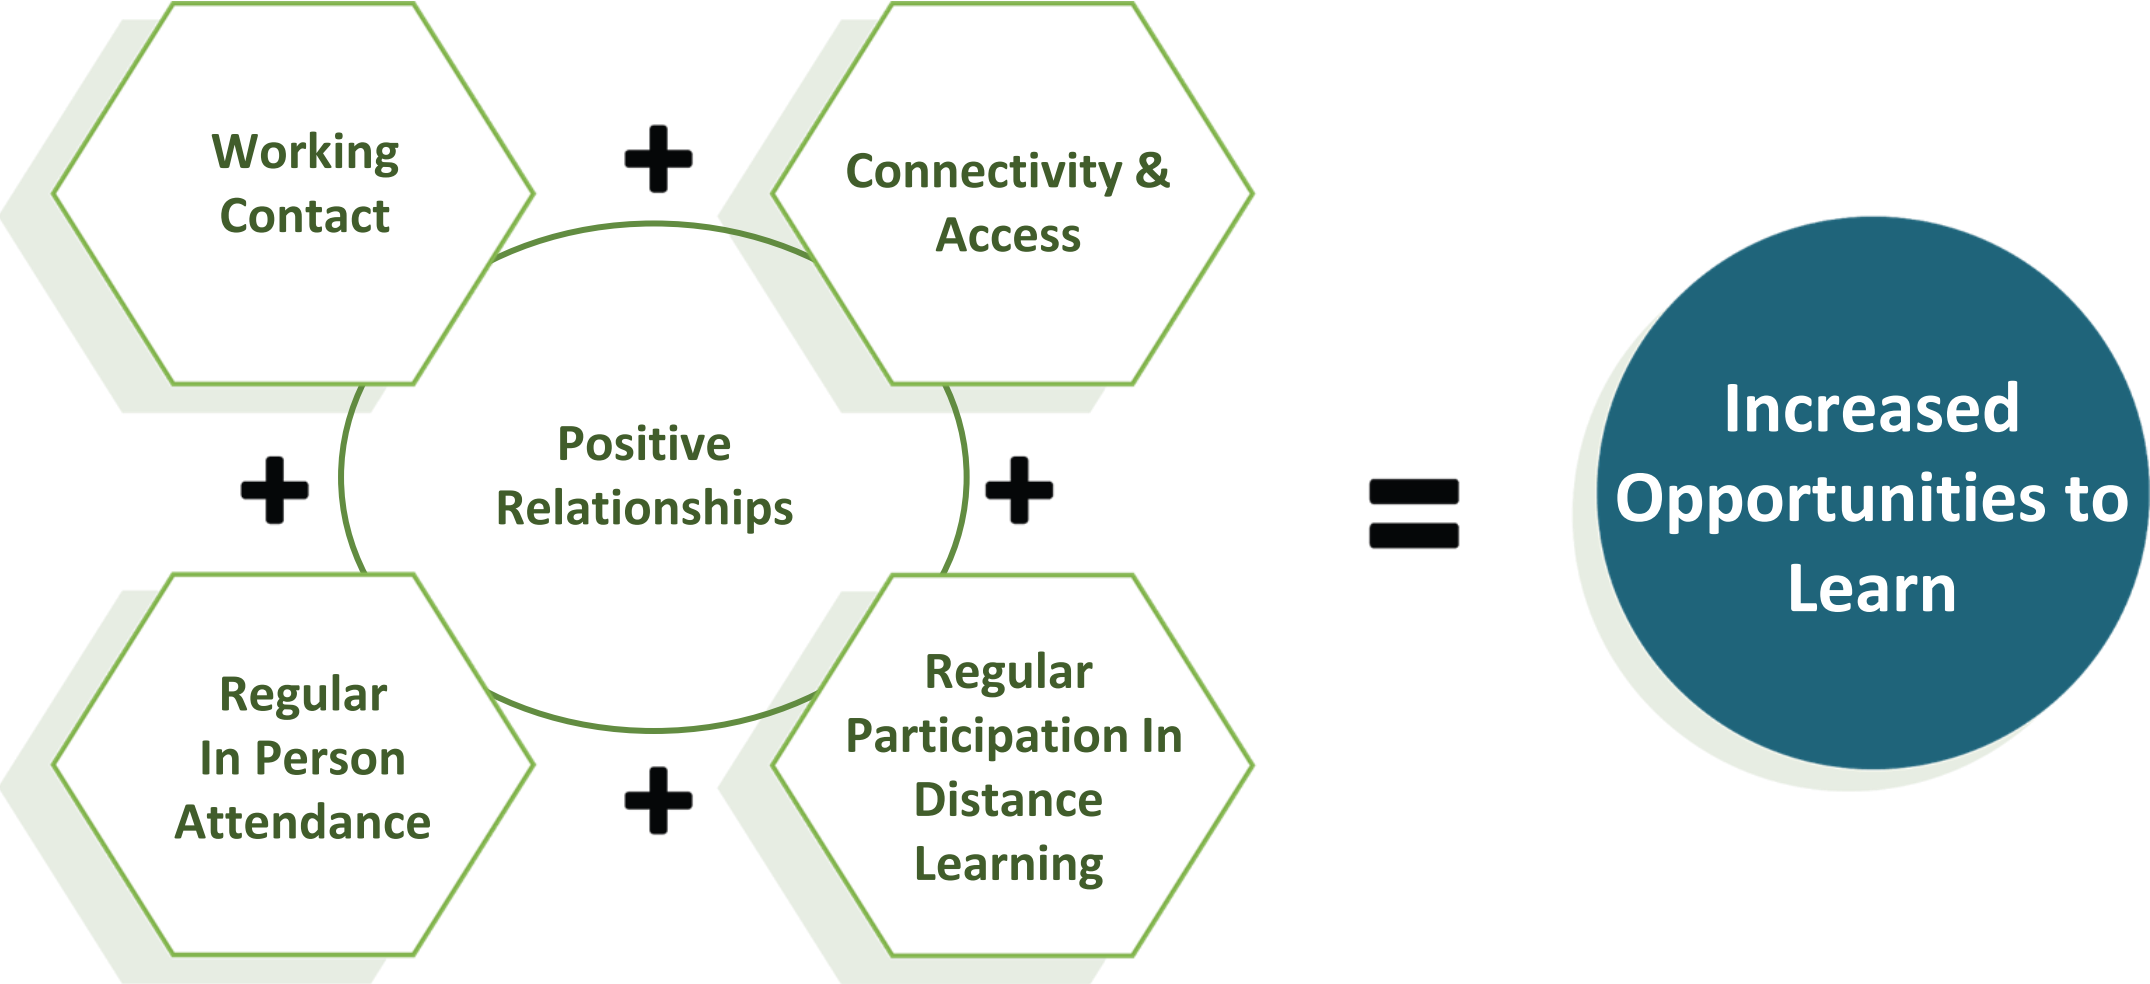 Working
Contact
+
Connectivity &
Access
Positive
Relationships
+
+
=
Increased
Opportunities to
Learn
Regular
In Person
Attendance
+
Regular
Participation In
Distance
Learning